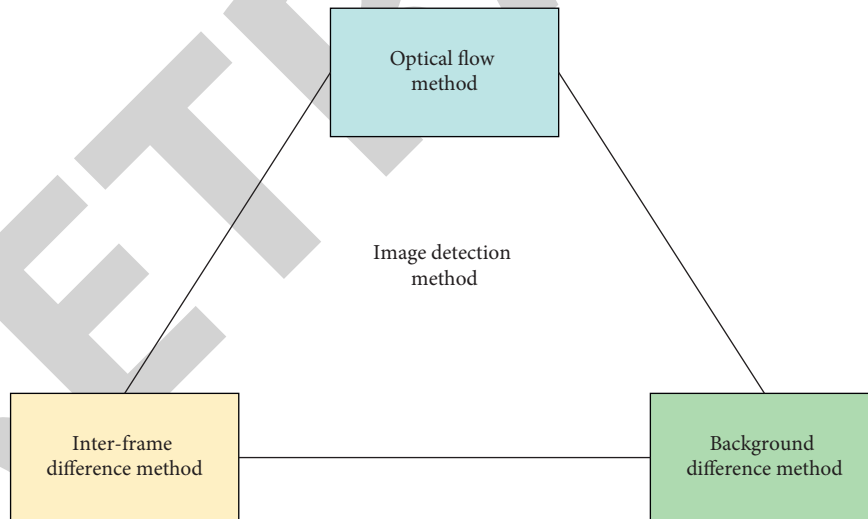 Optical flow
method
Image detection
method
Inter-frame
difference method
Background
difference method